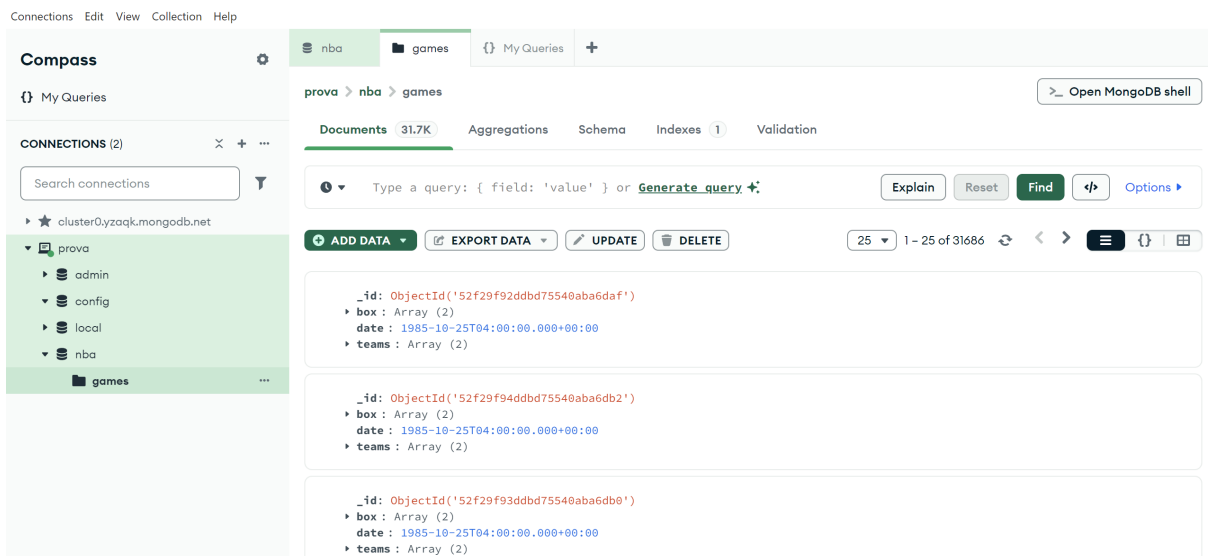 Connections Edit View Collection Help
Compass
{} My Queries
CONNECTIONS (2)
Search connections
cluster0.yzaqk.mongodb.net
prova
admin
config
local
nba
games
nba games {} My Queries
prova > nba > games
>_ Open MongoDB shell
Documents 31.7K Aggregations Schema Indexes 1 Validation
Type a query: { field: 'value' } or Generate query
Explain Reset Find </> Options
ADD DATA EXPORT DATA UPDATE DELETE
25 1 – 25 of 31686 {}
_id: ObjectId('52f29f92ddbd75540aba6daf')
box : Array (2)
date : 1985-10-25T04:00:00.000+00:00
teams : Array (2)
_id: ObjectId('52f29f94ddbd75540aba6db2')
box : Array (2)
date : 1985-10-25T04:00:00.000+00:00
teams : Array (2)
_id: ObjectId('52f29f93ddbd75540aba6db0')
box : Array (2)
date : 1985-10-25T04:00:00.000+00:00
teams : Array (2)